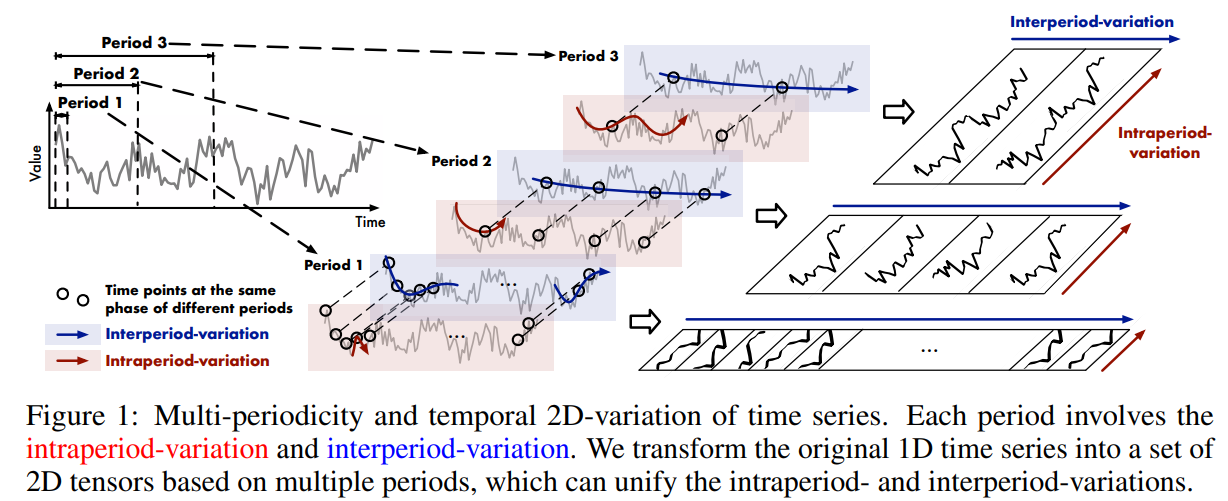 Period 3
Period 2
Period 1
Value
Time
Period 3
Period 2
Period 1
...
...
Time points at the same
phase of different periods
Interperiod-variation
Intraperiod-variation
Interperiod-variation
Intraperiod-
variation
...
Figure 1: Multi-periodicity and temporal 2D-variation of time series. Each period involves the
intraperiod-variation and interperiod-variation. We transform the original 1D time series into a set of
2D tensors based on multiple periods, which can unify the intraperiod- and interperiod-variations.